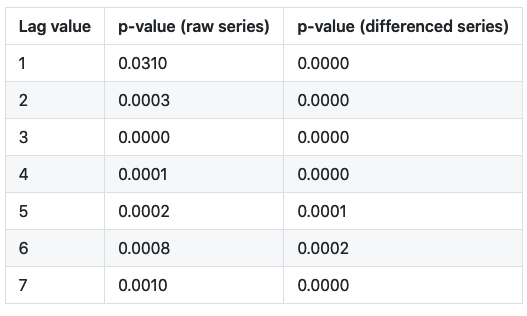 Lag value p-value (raw series) p-value (differenced series)
1 0.0310 0.0000
2 0.0003 0.0000
3 0.0000 0.0000
4 0.0001 0.0000
5 0.0002 0.0001
6 0.0008 0.0002
7 0.0010 0.0000